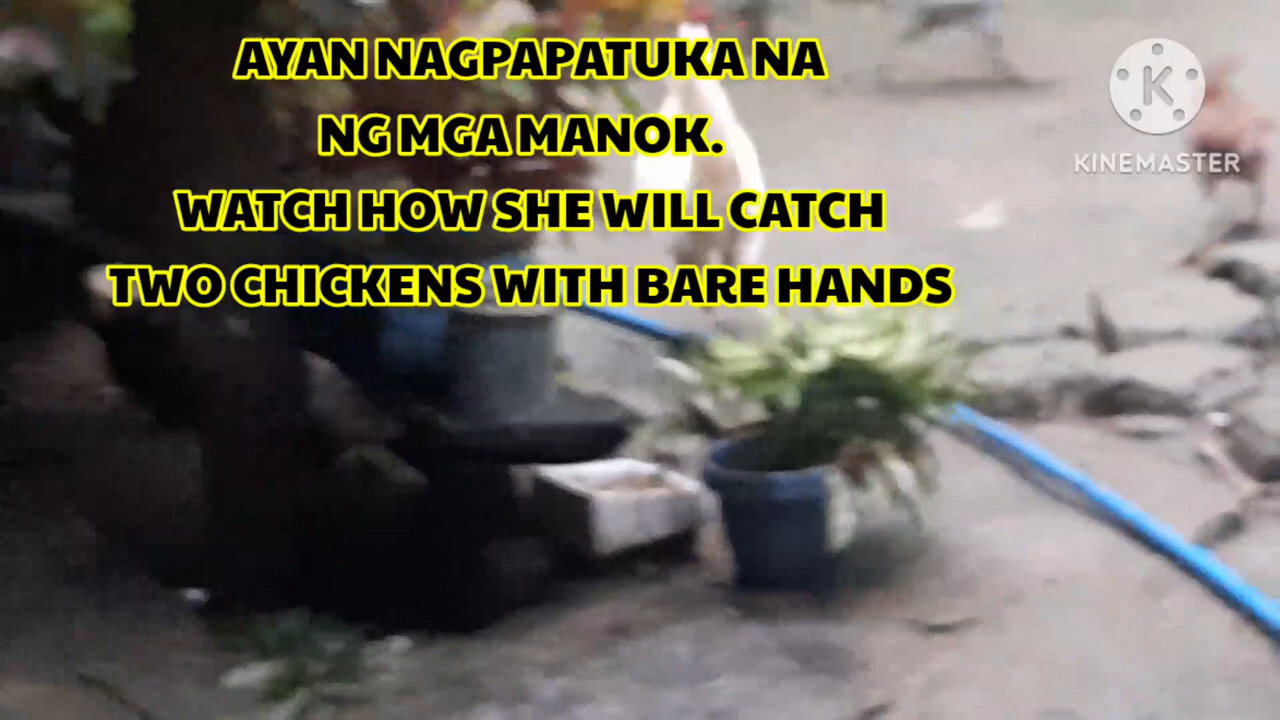 AYAN NAGPAPATUKA NA
NG MGA MANOK.
WATCH HOW SHE WILL CATCH
TWO CHICKENS WITH BARE HANDS
K
KINEMASTER